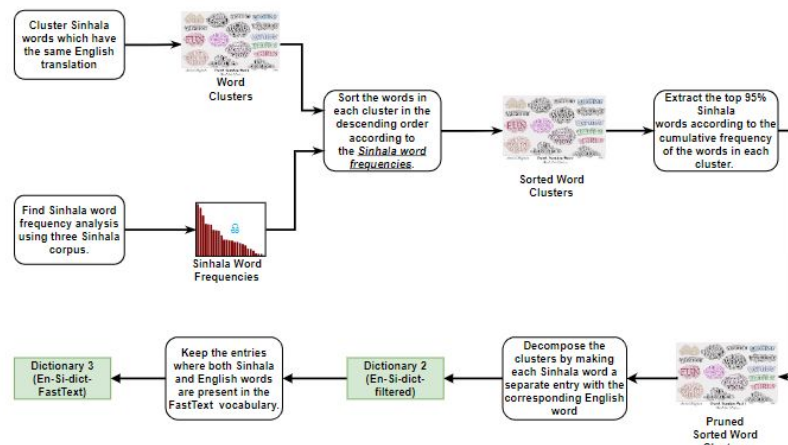 Cluster Sinhala
words which have
the same English
translation
Word
Clusters
Sort the words in
each cluster in the
descending order
according to
the Sinhala word
frequencies.
Sorted Word
Clusters
Extract the top 95%
Sinhala
words according to the
cumulative frequency
of the words in each
cluster.
Find Sinhala word
frequency analysis
using three Sinhala
corpus.
Sinhala Word
Frequencies
Dictionary 3
(En-Si-dict-
FastText)
Keep the entries
where both Sinhala
and English words
are present in the
FastText vocabulary.
Dictionary 2
(En-Si-dict-
filtered)
Decompose the
clusters by making
each Sinhala word a
separate entry with the
corresponding English
word
Pruned
Sorted Word